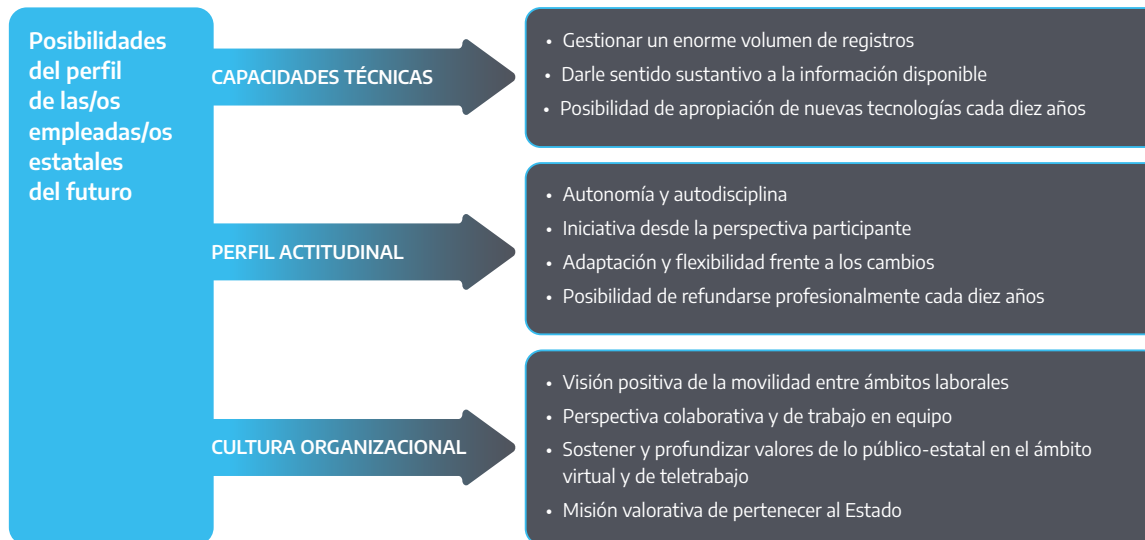 Posibilidades
del perfil
de las/os
empleadas/os
estatales
del futuro
CAPACIDADES TÉCNICAS
• Gestionar un enorme volumen de registros
• Darle sentido sustantivo a la información disponible
• Posibilidad de apropiación de nuevas tecnologías cada diez años
PERFIL ACTITUDINAL
• Autonomía y autodisciplina
• Iniciativa desde la perspectiva participante
• Adaptación y flexibilidad frente a los cambios
• Posibilidad de refundarse profesionalmente cada diez años
CULTURA ORGANIZACIONAL
• Visión positiva de la movilidad entre ámbitos laborales
• Perspectiva colaborativa y de trabajo en equipo
• Sostener y profundizar valores de lo público-estatal en el ámbito
virtual y de teletrabajo
• Misión valorativa de pertenecer al Estado